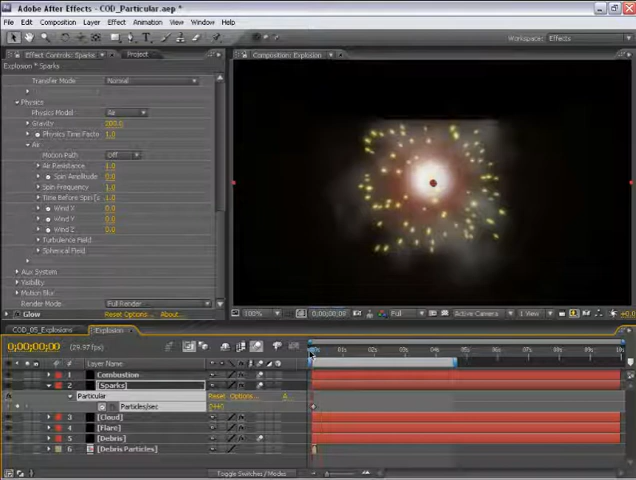 Adobe After Effects - COD_Particular.aep *
File Edit Composition Layer Effect Animation View Window Help
Workspace: Effects
Effect Controls: Sparks Project
Composition: Explosion
Explosion * Sparks
Transfer Mode Normal
Physics
Physics Model Air
Gravity 200.0
Physics Time Facto 1.0
Air
Motion Path Off
Air Resistance 1.0
Spin Amplitude 0.0
Spin Frequency 1.0
Time Before Spin [ 1.0
Wind X 0.0
Wind Y 0.0
Wind Z 0.0
Turbulence Field
Spherical Field
Aux System
Visibility
Motion Blur
Render Mode Full Render
Glow Reset Options... About...
100% 0;00;00;09 Full Active Camera 1 View +0.0
COD_05_Explosions Explosion
0;00;00;00 (29.97 fps)
01s 02s 03s 04s 05s 06s 07s 08s 09s 10s
# Layer Name
1 Combustion
2 [Sparks]
Particular Reset Options...
Particles/sec
3 [Cloud]
4 [Flare]
5 [Debris]
6 [Debris Particles]
Toggle Switches / Modes